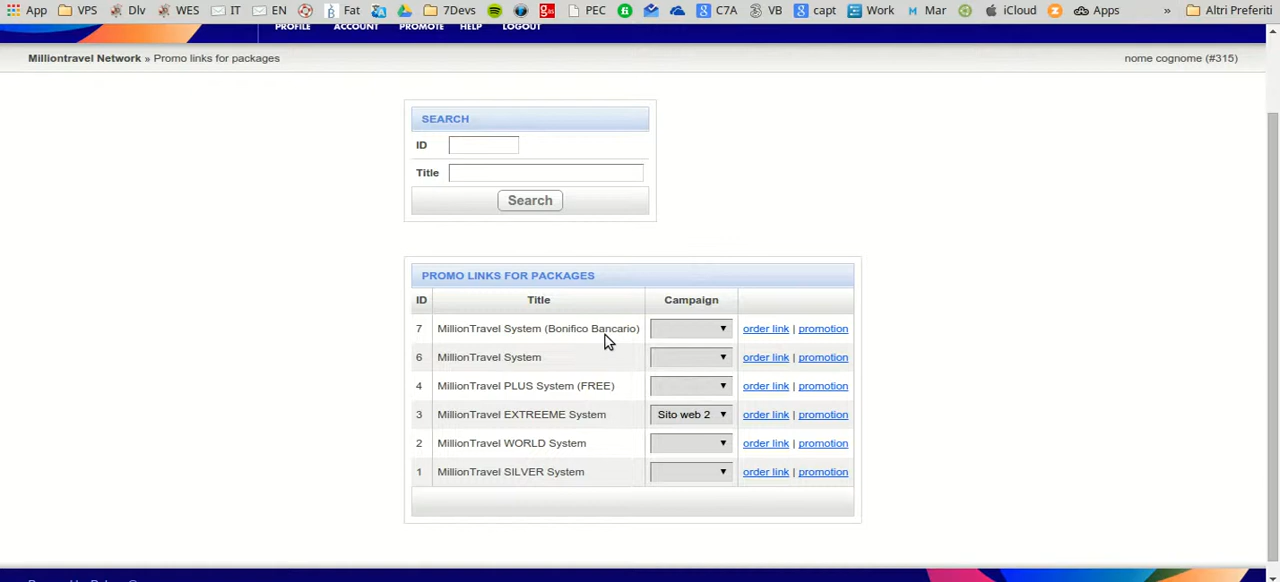 App VPS Dlv WES IT EN Fat 7Devs PEC C7A VB capt Work Mar iCloud Apps » Altri Preferiti
PROFILE ACCOUNT PROMOTE HELP LOGOUT
Milliontravel Network » Promo links for packages nome cognome (#315)
SEARCH
ID
Title
Search
PROMO LINKS FOR PACKAGES
ID Title Campaign
7 MillionTravel System (Bonifico Bancario) order link | promotion
6 MillionTravel System order link | promotion
4 MillionTravel PLUS System (FREE) order link | promotion
3 MillionTravel EXTREEME System Sito web 2 order link | promotion
2 MillionTravel WORLD System order link | promotion
1 MillionTravel SILVER System order link | promotion